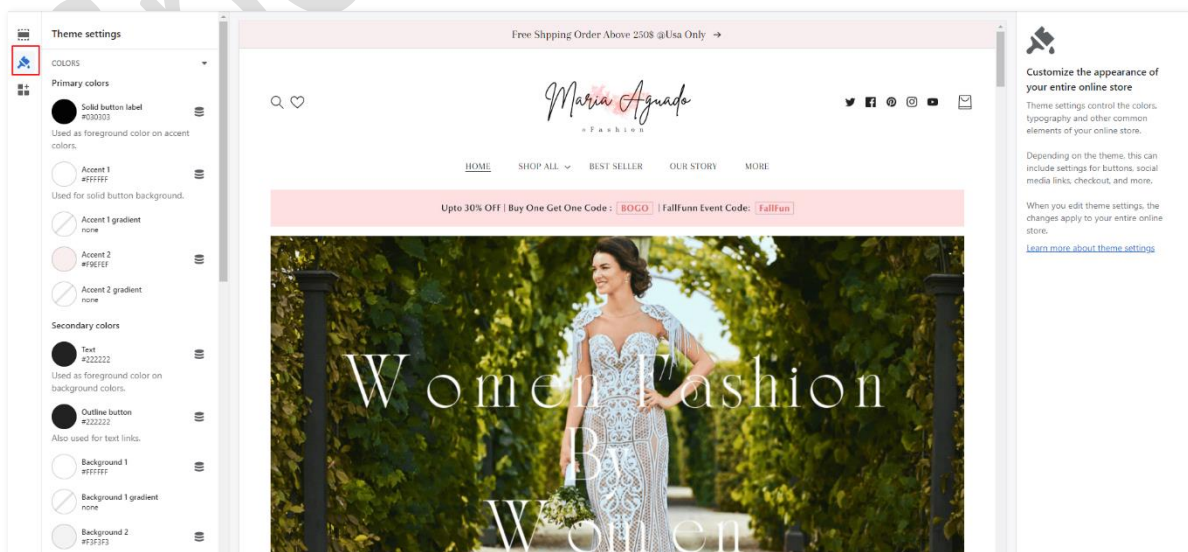 Theme settings
COLORS
Primary colors
Solid button label
#030303
Used as foreground color on accent
colors.
Accent 1
#FFFFFF
Used for solid button background.
Accent 1 gradient
none
Accent 2
#F9EFEF
Accent 2 gradient
none
Secondary colors
Text
#222222
Used as foreground color on
background colors.
Outline button
#222222
Also used for text links.
Background 1
#FFFFFF
Background 1 gradient
none
Background 2
#F3F3F3
Free Shpping Order Above 250$ @Usa Only →
Maria Aguado
eFashion
HOME SHOP ALL BEST SELLER OUR STORY MORE
Upto 30% OFF | Buy One Get One Code : BOGO | FallFunn Event Code: FallFun
Women Fashion
By
Women
Customize the appearance of
your entire online store
Theme settings control the colors,
typography and other common
elements of your online store.
Depending on the theme, this can
include settings for buttons, social
media links, checkout, and more.
When you edit theme settings, the
changes apply to your entire online
store.
Learn more about theme settings